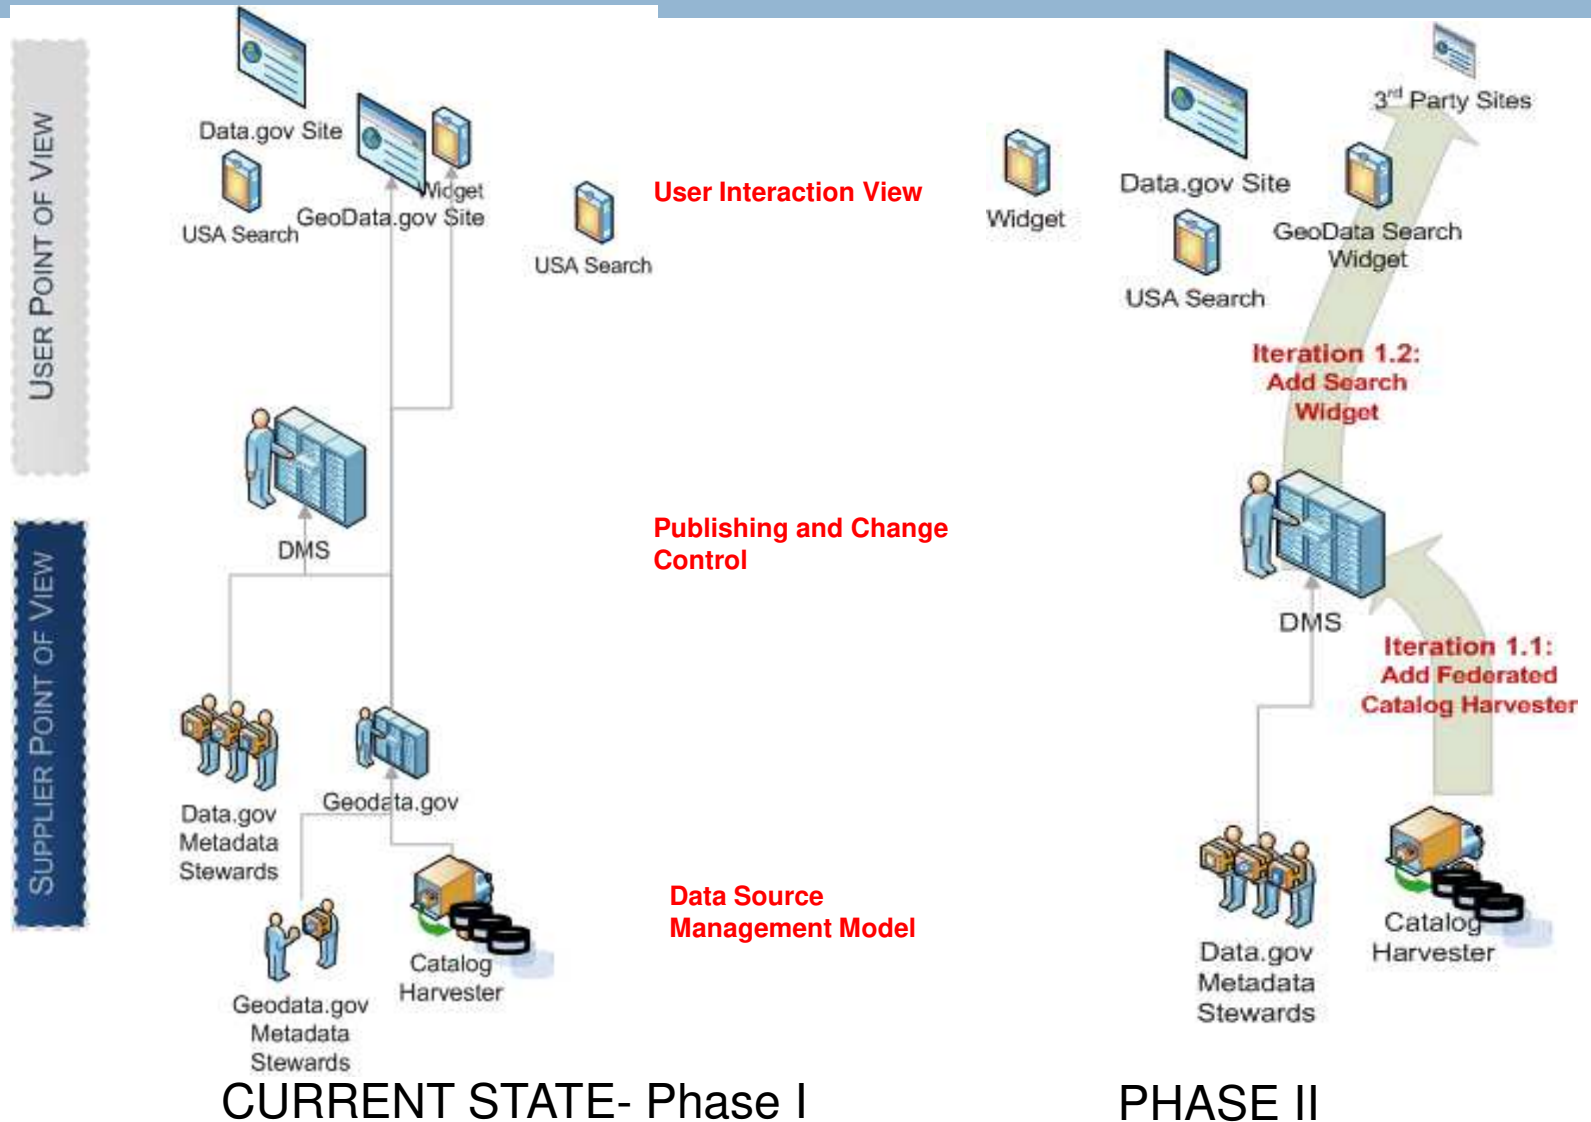 USER POINT OF VIEW
SUPPLIER POINT OF VIEW
Data.gov Site
USA Search
Widget
GeoData.gov Site
USA Search
DMS
Data.gov
Metadata
Stewards
Geodata.gov
Geodata.gov
Metadata
Stewards
Catalog
Harvester
CURRENT STATE- Phase I
User Interaction View
Publishing and Change
Control
Data Source
Management Model
3rd Party Sites
Widget
Data.gov Site
GeoData Search
Widget
USA Search
Iteration 1.2:
Add Search
Widget
DMS
Iteration 1.1:
Add Federated
Catalog Harvester
Data.gov
Metadata
Stewards
Catalog
Harvester
PHASE II